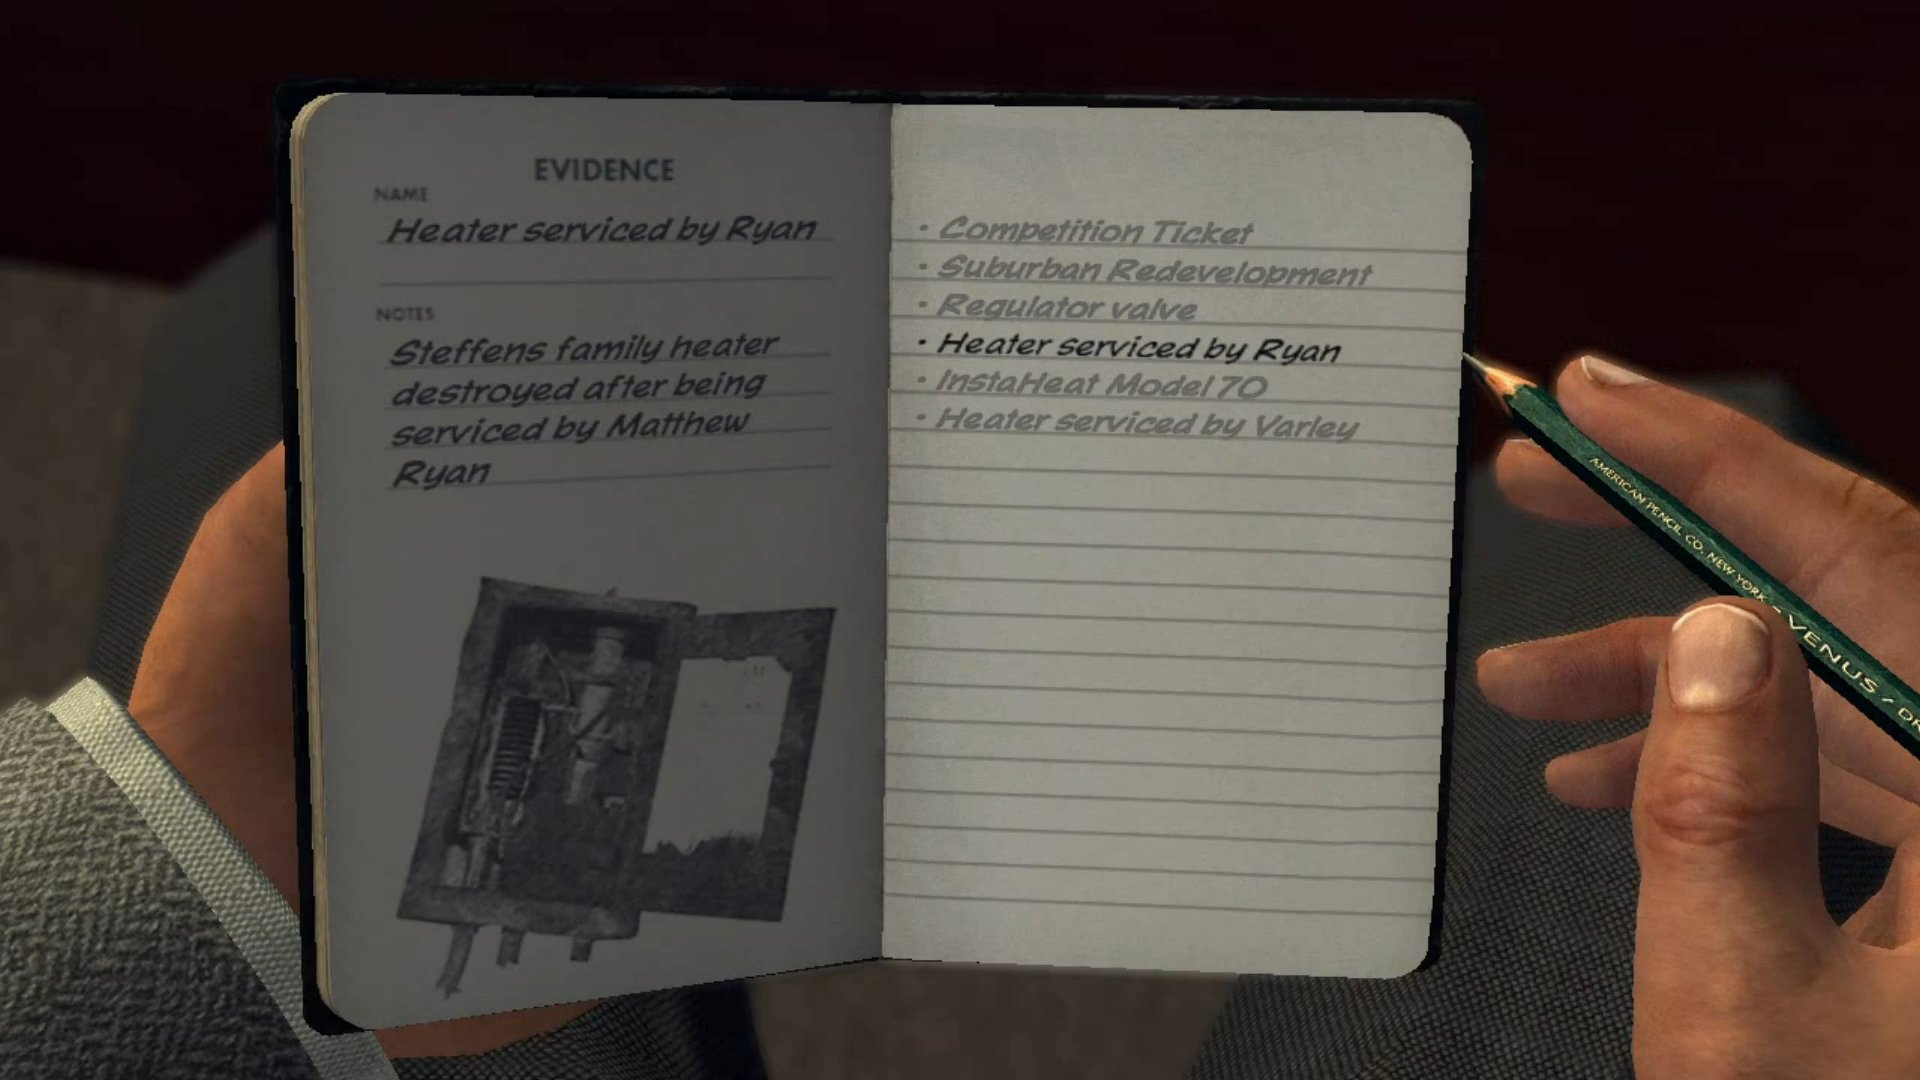 EVIDENCE
NAME
Heater serviced by Ryan
NOTES
Steffens family heater
destroyed after being
serviced by Matthew
Ryan
• Competition Ticket
• Suburban Redevelopment
• Regulator valve
• Heater serviced by Ryan
• InstaHeat Model 70
• Heater serviced by Varley
AMERICAN PENCIL CO. NEW YORK VENUS / DR